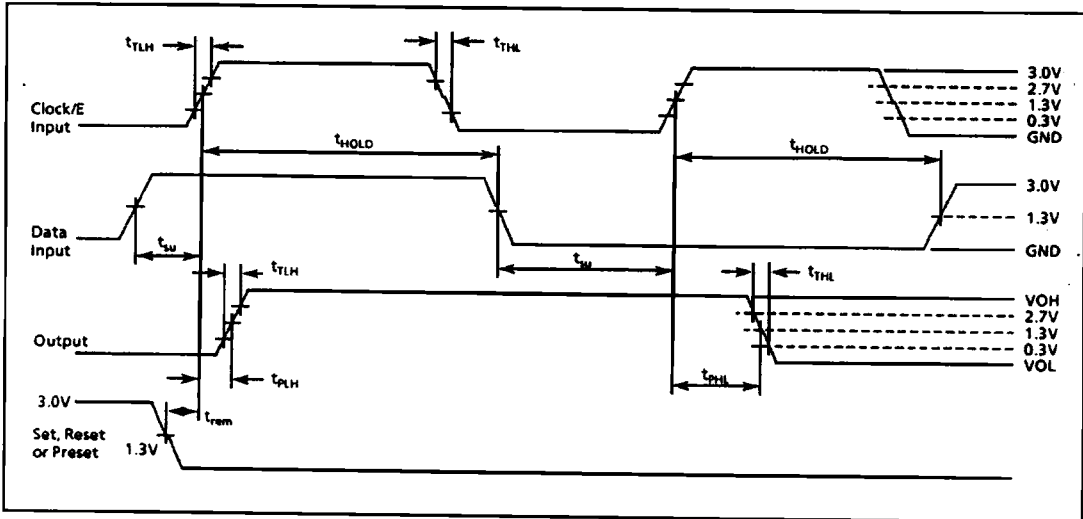 tTLH
tTHL
3.0V
2.7V
1.3V
0.3V
GND
Clock/E
Input
tHOLD
tHOLD
3.0V
1.3V
GND
Data
Input
tsu
tsu
tTLH
tTHL
VOH
2.7V
1.3V
0.3V
VOL
Output
tPLH
tPHL
3.0V
trem
Set, Reset
or Preset
1.3V